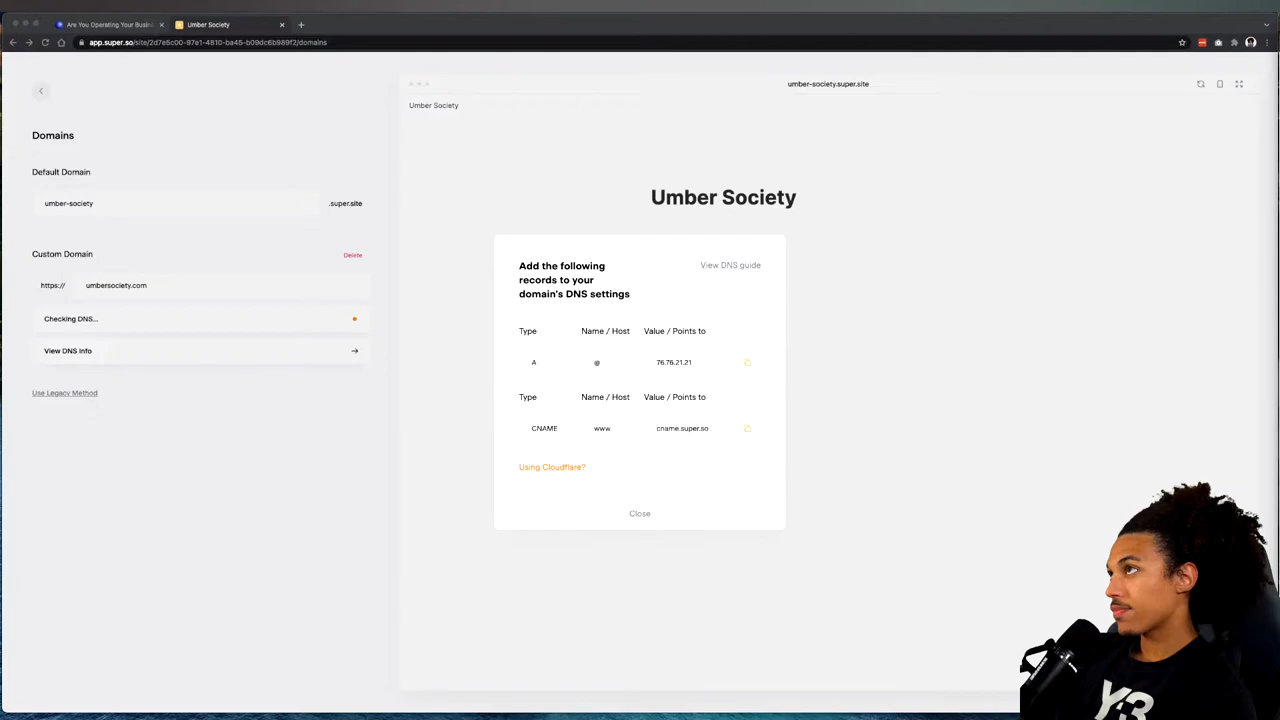 Are You Operating Your Busin
Umber Society
app.super.so/site/2d7e5c00-97e1-4810-ba45-b09dc6b989f2/domains
umber-society.super.site
Umber Society
Domains
Default Domain
umber-society
.super.site
Umber Society
Custom Domain
Delete
https://
umbersociety.com
Checking DNS...
View DNS Info
Use Legacy Method
Add the following
records to your
domain's DNS settings
View DNS guide
Type Name / Host Value / Points to
A @ 76.76.21.21
Type Name / Host Value / Points to
CNAME www cname.super.so
Using Cloudflare?
Close
Y-3